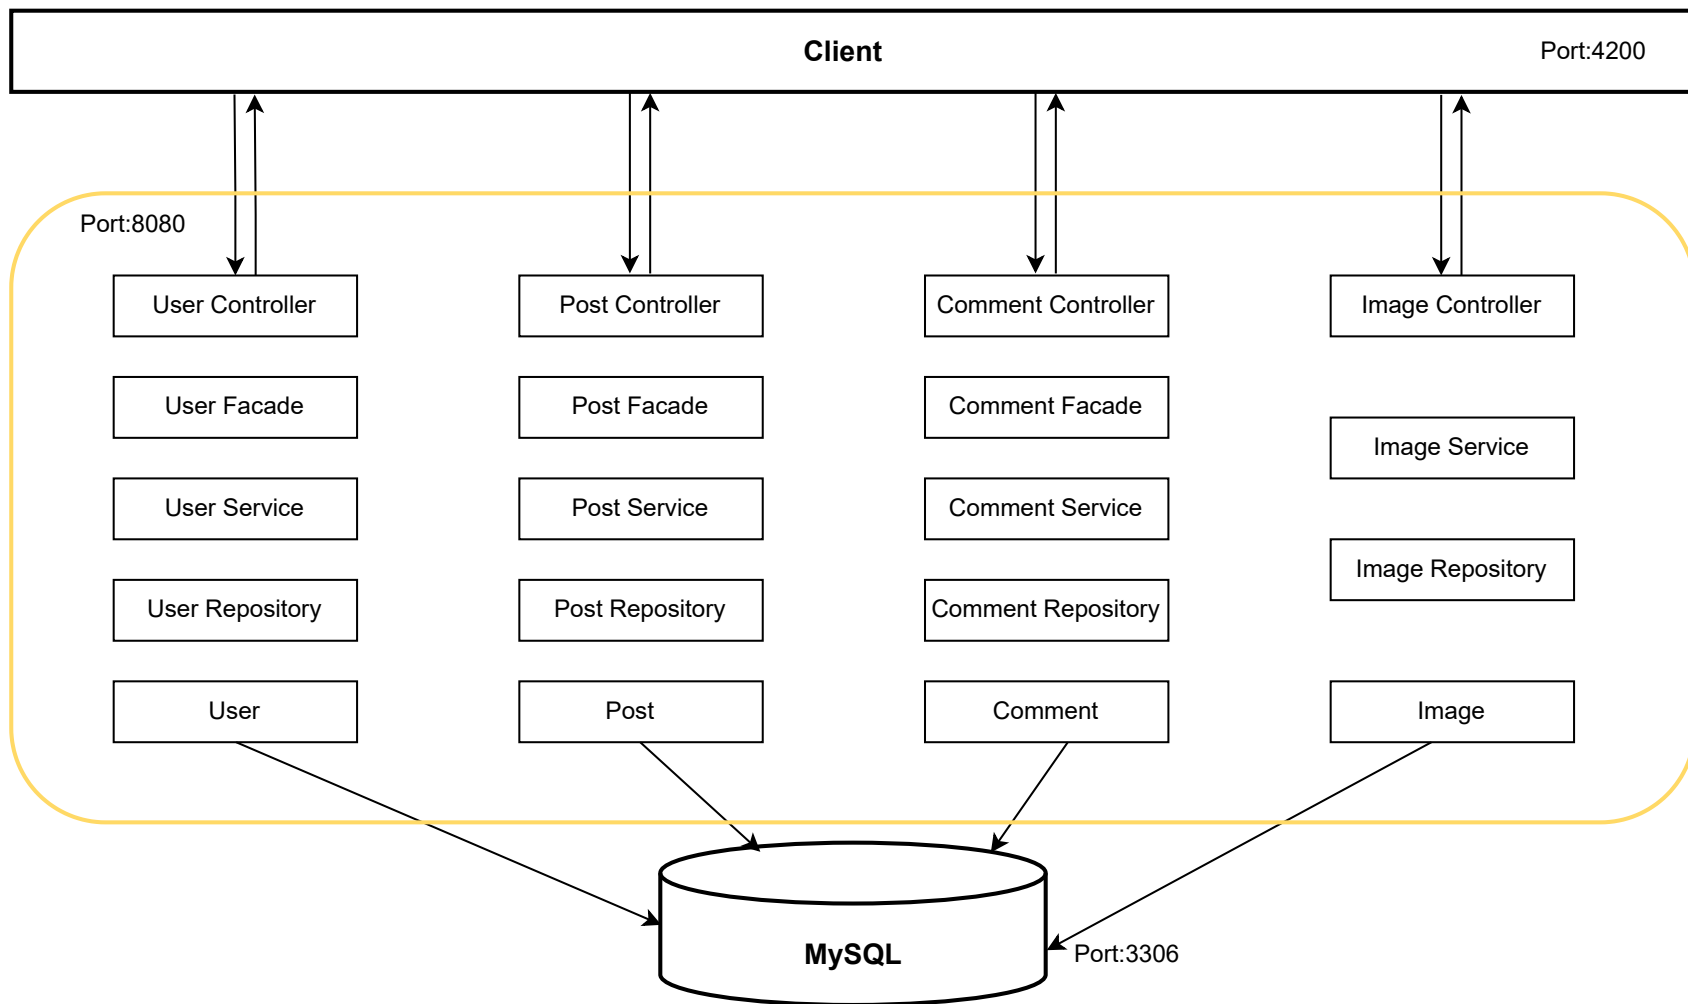 Client
Port:4200
Port:8080
User Controller
Post Controller
Comment Controller
Image Controller
User Facade
Post Facade
Comment Facade
Image Service
User Service
Post Service
Comment Service
Image Repository
User Repository
Post Repository
Comment Repository
User
Post
Comment
Image
MySQL
Port:3306